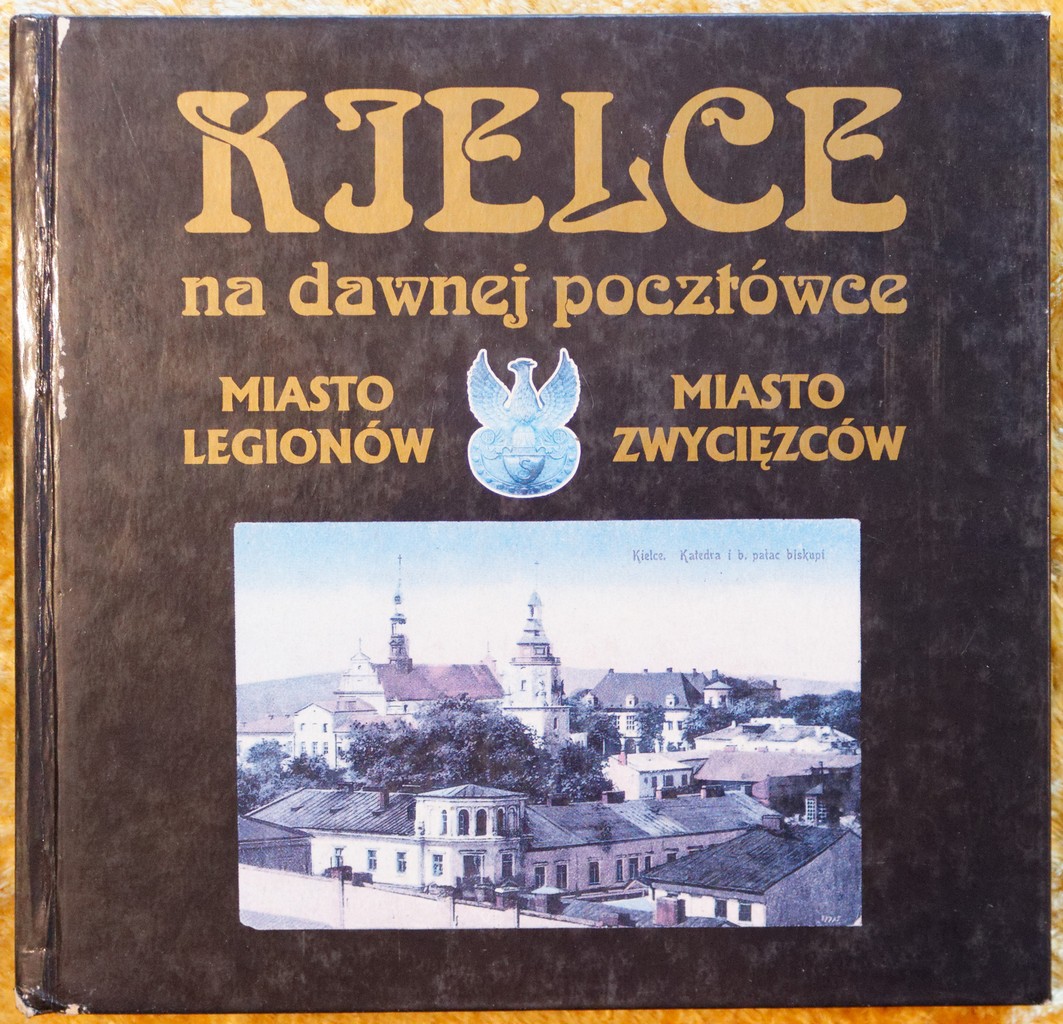 KIELCE
na dawnej pocztówce
MIASTO
LEGIONÓW
MIASTO
ZWYCIĘZCÓW
Kielce. Katedra i b. pałac biskupi